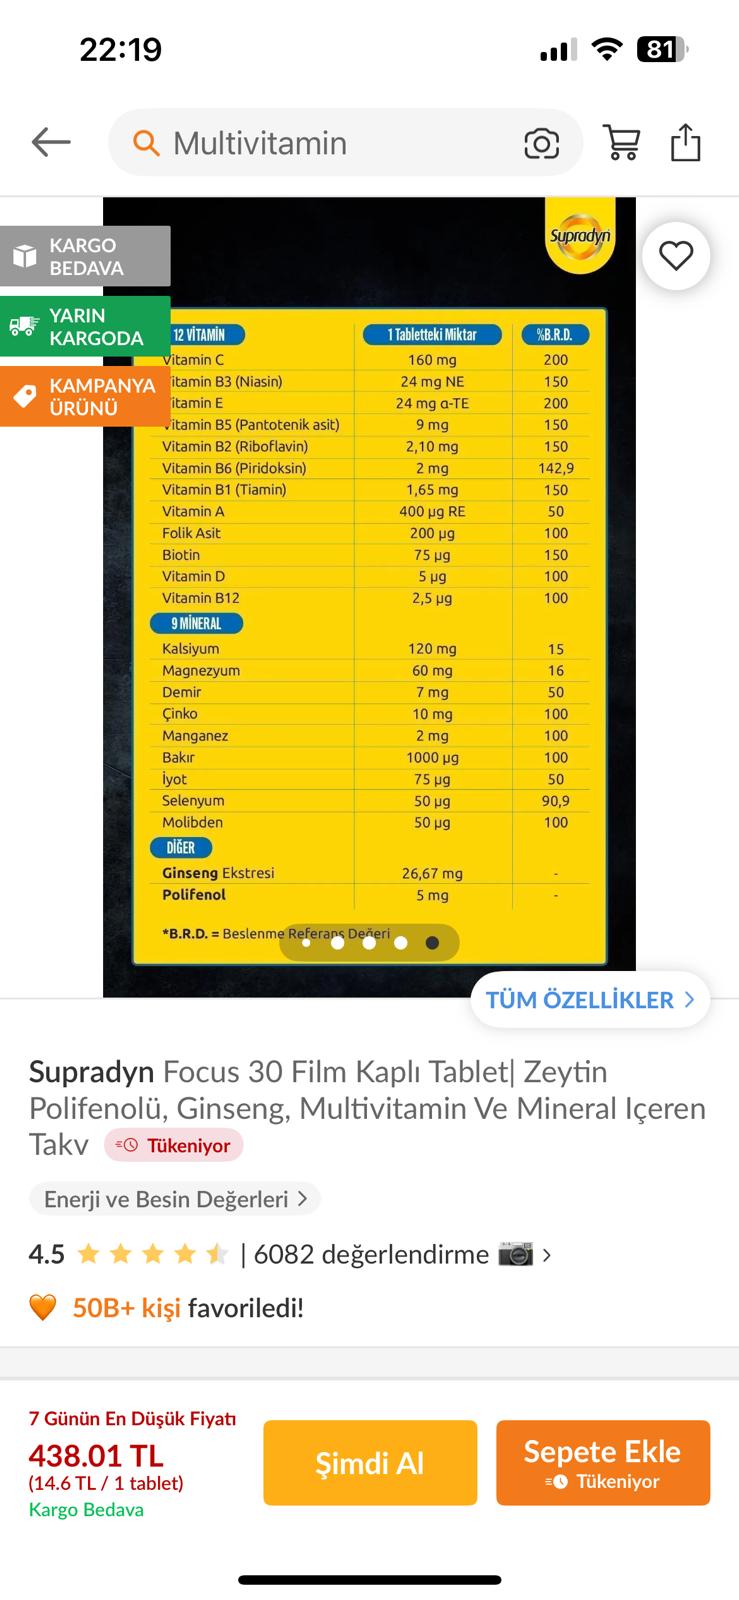 22:19
81
Multivitamin
Supradyn
KARGO
BEDAVA
YARIN
KARGODA
KAMPANYA
ÜRÜNÜ
12 VİTAMİN 1 Tabletteki Miktar %B.R.D.
Vitamin C 160 mg 200
Vitamin B3 (Niasin) 24 mg NE 150
Vitamin E 24 mg α-TE 200
Vitamin B5 (Pantotenik asit) 9 mg 150
Vitamin B2 (Riboflavin) 2,10 mg 150
Vitamin B6 (Piridoksin) 2 mg 142,9
Vitamin B1 (Tiamin) 1,65 mg 150
Vitamin A 400 µg RE 50
Folik Asit 200 µg 100
Biotin 75 µg 150
Vitamin D 5 µg 100
Vitamin B12 2,5 µg 100
9 MİNERAL
Kalsiyum 120 mg 15
Magnezyum 60 mg 16
Demir 7 mg 50
Çinko 10 mg 100
Manganez 2 mg 100
Bakır 1000 µg 100
İyot 75 µg 50
Selenyum 50 µg 90,9
Molibden 50 µg 100
DİĞER
Ginseng Ekstresi 26,67 mg -
Polifenol 5 mg -
*B.R.D. = Beslenme Referans Değeri
TÜM ÖZELLİKLER
Supradyn Focus 30 Film Kaplı Tablet| Zeytin
Polifenolü, Ginseng, Multivitamin Ve Mineral Içeren
Takv Tükeniyor
Enerji ve Besin Değerleri
4.5 | 6082 değerlendirme
50B+ kişi favoriledi!
7 Günün En Düşük Fiyatı
438.01 TL
(14.6 TL / 1 tablet)
Kargo Bedava
Şimdi Al
Sepete Ekle
Tükeniyor